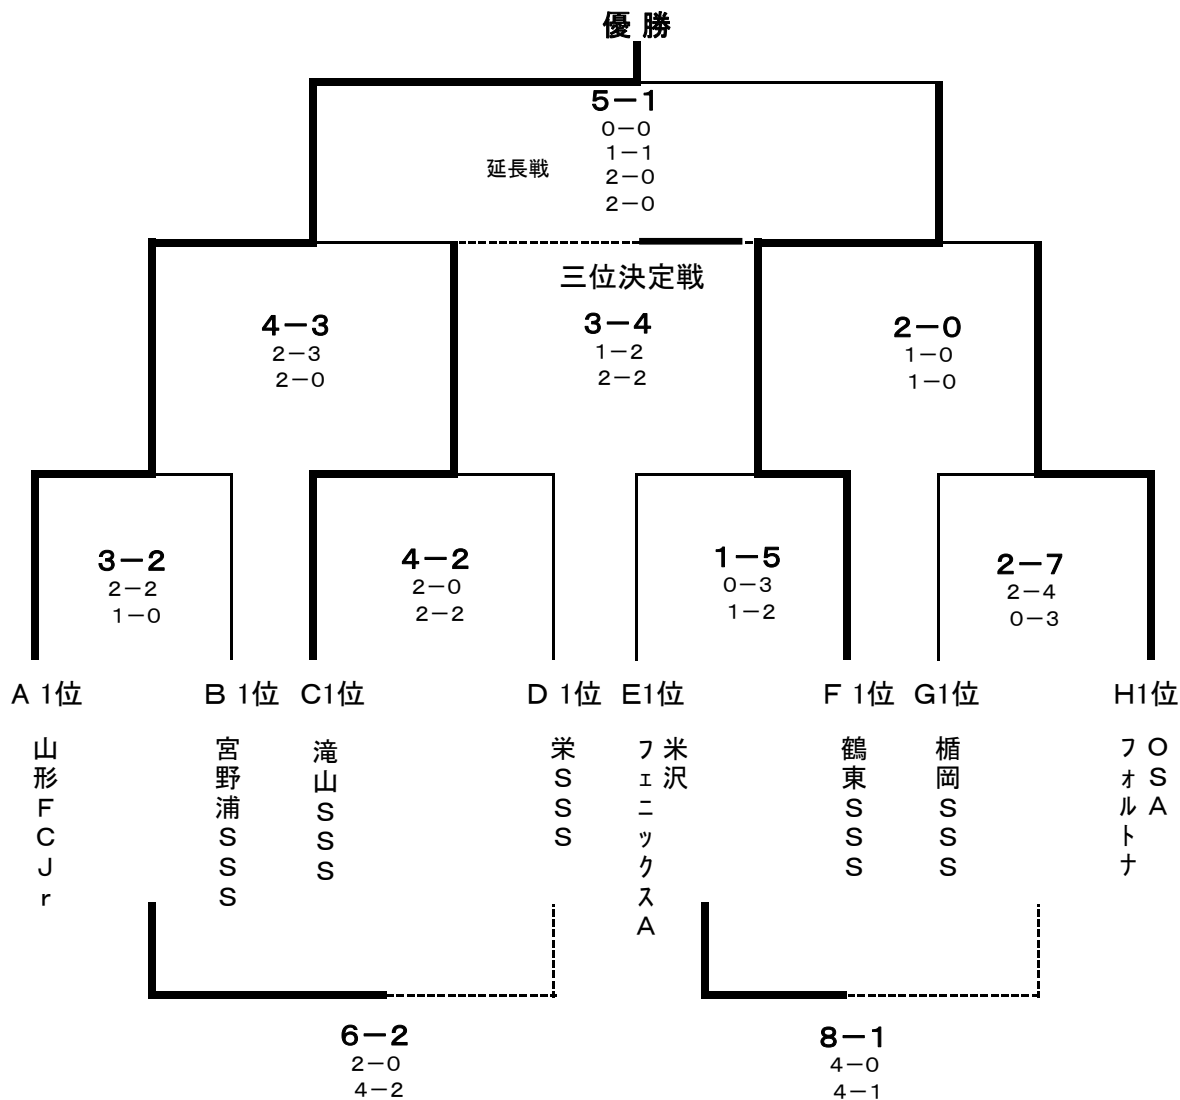 優 勝
5－1
0－0
1－1
延長戦
2－0
2－0
三位決定戦
4－3
2－3
2－0
3－4
1－2
2－2
2－0
1－0
1－0
3－2
2－2
1－0
4－2
2－0
2－2
1－5
0－3
1－2
2－7
2－4
0－3
A 1位
B 1位
C1位
D 1位
E1位
F 1位
G1位
H1位
山形FCJr
宮野浦SSS
滝山SSS
栄SSS
米沢
フェニックスA
鶴東SSS
楯岡SSS
OSA
フォルトナ
6－2
2－0
4－2
8－1
4－0
4－1